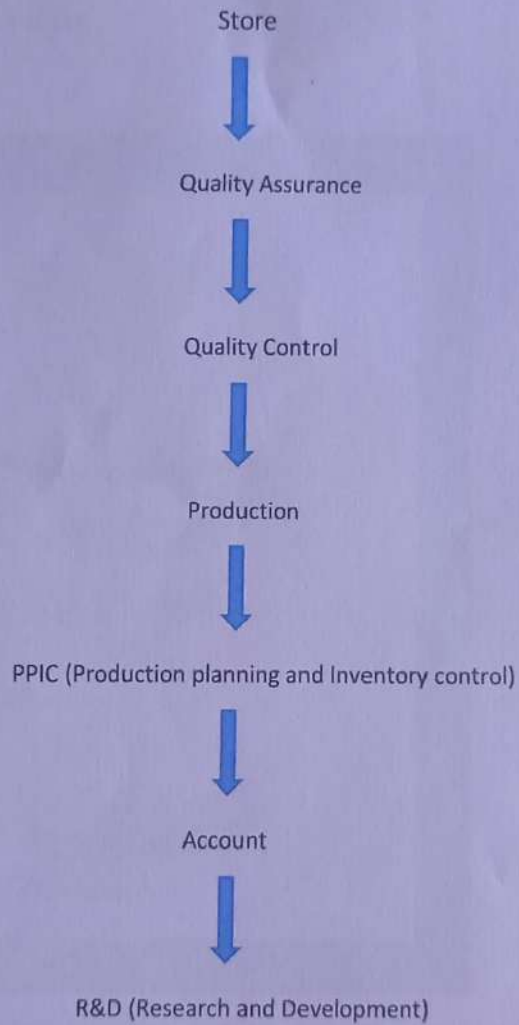 Store
Quality Assurance
Quality Control
Production
PPIC (Production planning and Inventory control)
Account
R&D (Research and Development)